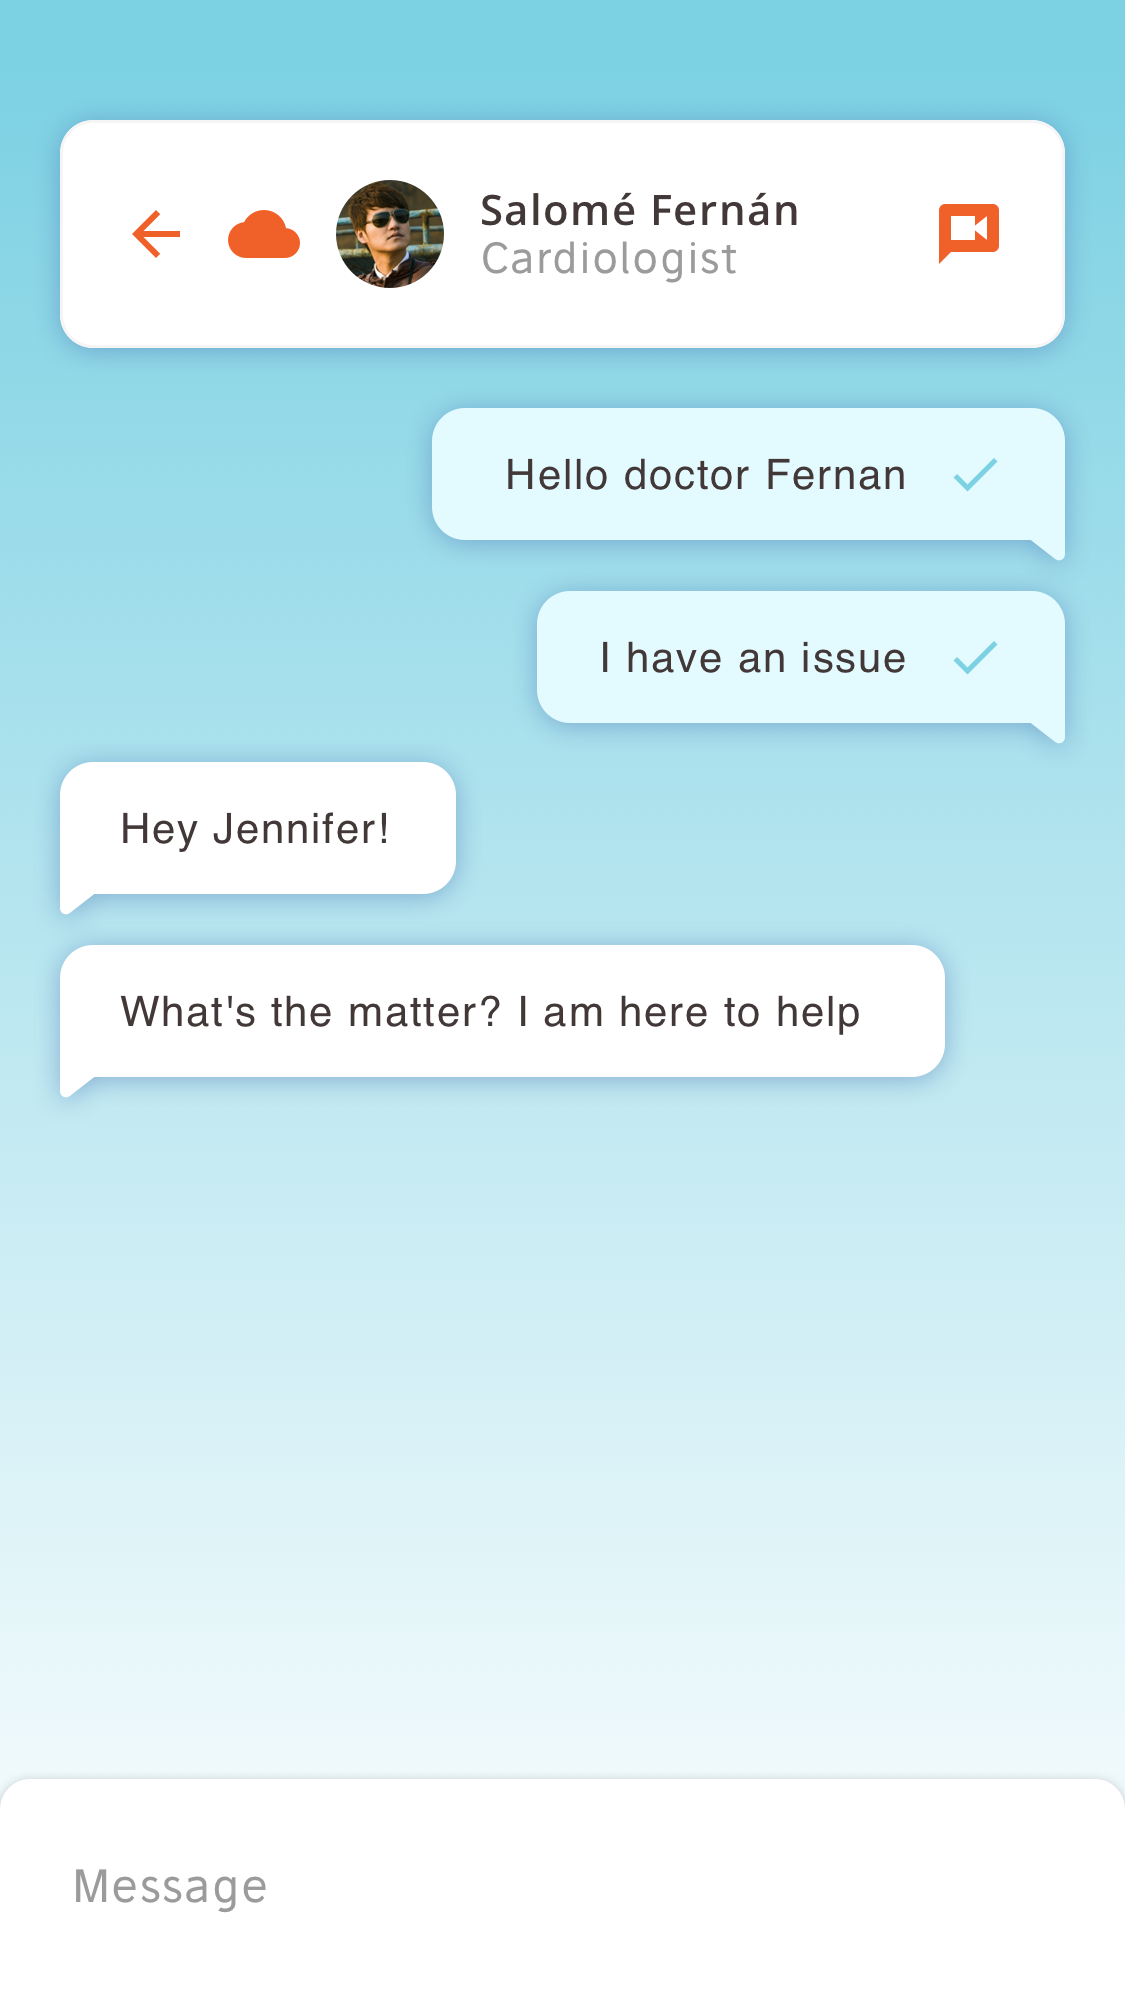 Salomé Fernán
Cardiologist
Hello doctor Fernan
I have an issue
Hey Jennifer!
What's the matter? I am here to help
Message